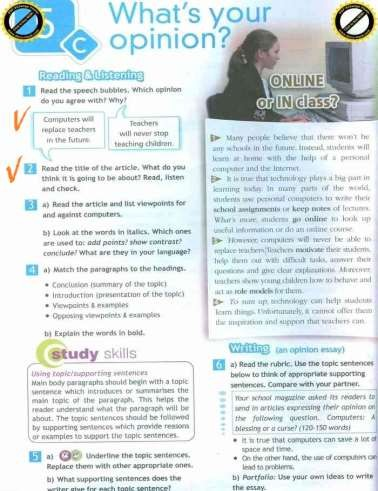 5 c
What's your
opinion?
Reading & Listening
1 Read the speech bubbles. Which opinion
do you agree with? Why?
Computers will
replace teachers
in the future.
Teachers
will never stop
teaching children.
2 Read the title of the article. What do you
think it is going to be about? Read, listen
and check.
3 a) Read the article and list viewpoints for
and against computers.
b) Look at the words in italics. Which ones
are used to: add points? show contrast?
conclude? What are they in your language?
4 a) Match the paragraphs to the headings.
• Conclusion (summary of the topic)
• Introduction (presentation of the topic)
• Viewpoints & examples
• Opposing viewpoints & examples
b) Explain the words in bold.
study skills
Using topic/supporting sentences
Main body paragraphs should begin with a topic
sentence which introduces or summarises the
main topic of the paragraph. This helps the
reader understand what the paragraph will be
about. The topic sentences should be followed
by supporting sentences which provide reasons
or examples to support the topic sentences.
5 a) Underline the topic sentences.
Replace them with other appropriate ones.
b) What supporting sentences does the
writer give for each topic sentence?
ONLINE
or IN class?
Many people believe that there won't be
any schools in the future. Instead, students will
learn at home with the help of a personal
computer and the Internet.
It is true that technology plays a big part in
learning today. In many parts of the world,
students use personal computers to write their
school assignments or keep notes of lectures.
What's more, students go online to look up
useful information or do an online course.
However, computers will never be able to
replace teachers! Teachers motivate their students,
help them out with difficult tasks, answer their
questions and give clear explanations. Moreover,
teachers show young children how to behave and
act as role models for them.
To sum up, technology can help students
learn things. Unfortunately, it cannot offer them
the inspiration and support that teachers can.
Writing (an opinion essay)
6 a) Read the rubric. Use the topic sentences
below to think of appropriate supporting
sentences. Compare with your partner.
Your school magazine asked its readers to
send in articles expressing their opinion on
the following question. Computers: A
blessing or a curse? (120-150 words)
• It is true that computers can save a lot of
space and time.
• On the other hand, the use of computers can
lead to problems.
b) Portfolio: Use your own ideas to write
the essay.